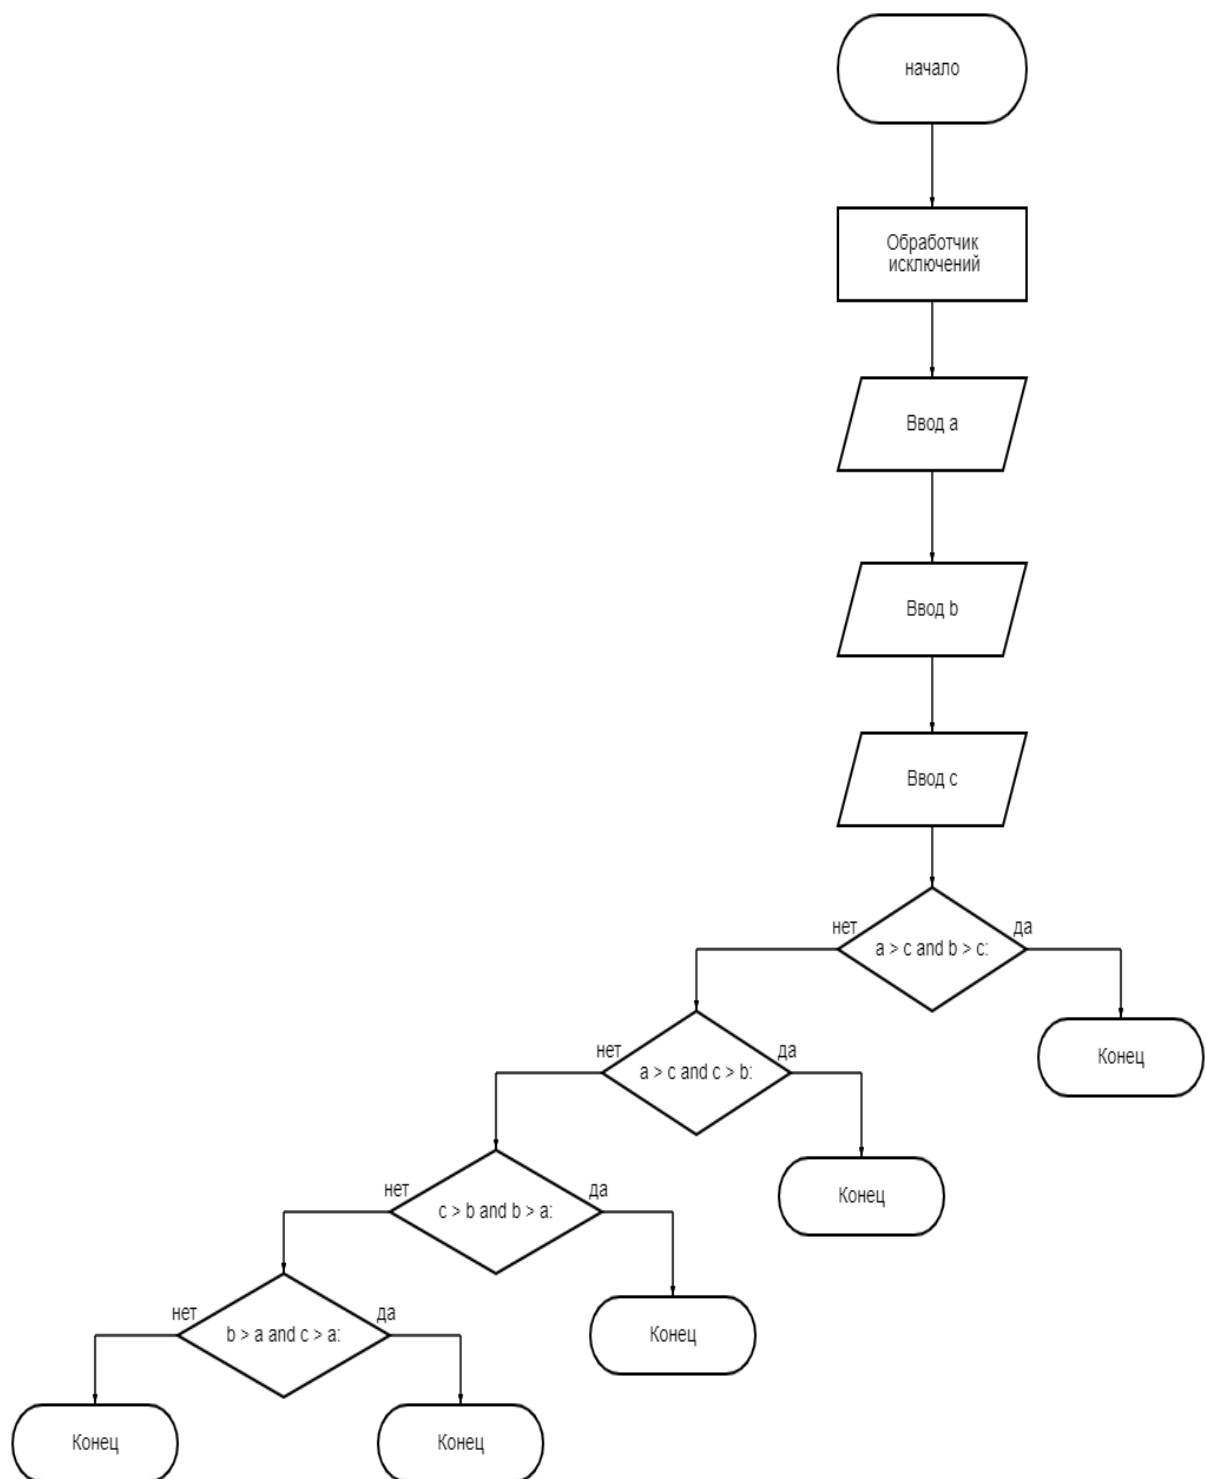 начало
Обработчик
исключений
Ввод a
Ввод b
Ввод c
нет
да
a > c and b > c:
нет
да
Конец
a > c and c > b:
нет
да
Конец
c > b and b > a:
нет
да
Конец
b > a and c > a:
Конец
Конец